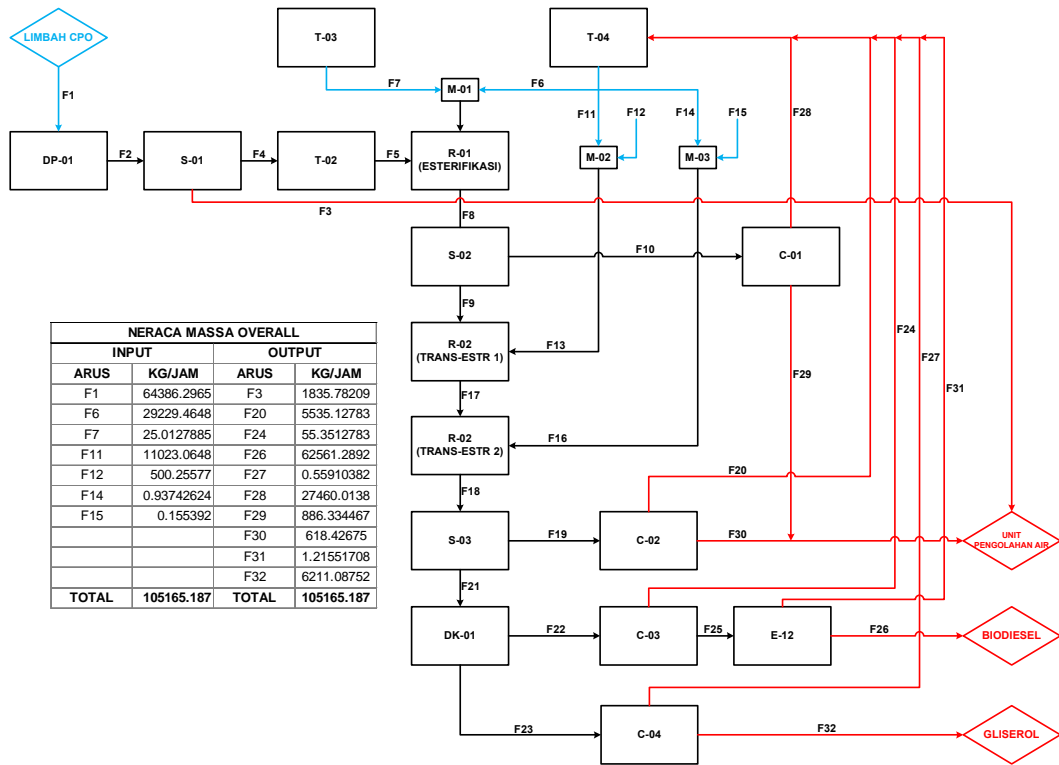 LIMBAH CPO
T-03
T-04
F1
F7
M-01
F6
F11
F12
F14
F15
F28
DP-01
F2
S-01
F4
T-02
F5
R-01
(ESTERIFIKASI)
M-02
M-03
F3
F8
S-02
F10
C-01
F9
F24
F27
F31
R-02
(TRANS-ESTR 1)
F13
F29
F17
R-02
(TRANS-ESTR 2)
F16
F18
F20
S-03
F19
C-02
F30
UNIT
PENGOLAHAN AIR
F21
DK-01
F22
C-03
F25
E-12
F26
BIODIESEL
F23
C-04
F32
GLISEROL
NERACA MASSA OVERALL
INPUT OUTPUT
ARUS KG/JAM ARUS KG/JAM
F1 64386.2965 F3 1835.78209
F6 29229.4648 F20 5535.12783
F7 25.0127885 F24 55.3512783
F11 11023.0648 F26 62561.2892
F12 500.25577 F27 0.55910382
F14 0.93742624 F28 27460.0138
F15 0.155392 F29 886.334467
F30 618.42675
F31 1.21551708
F32 6211.08752
TOTAL 105165.187 TOTAL 105165.187